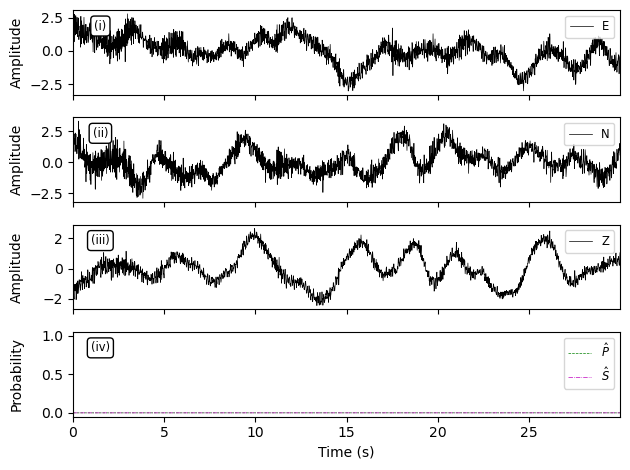 2.5
0.0
−2.5
Amplitude
(i)
E
2.5
0.0
−2.5
Amplitude
(ii)
N
2
0
−2
Amplitude
(iii)
Z
1.0
0.5
0.0
Probability
(iv)
P̂
Ŝ
0 5 10 15 20 25
Time (s)